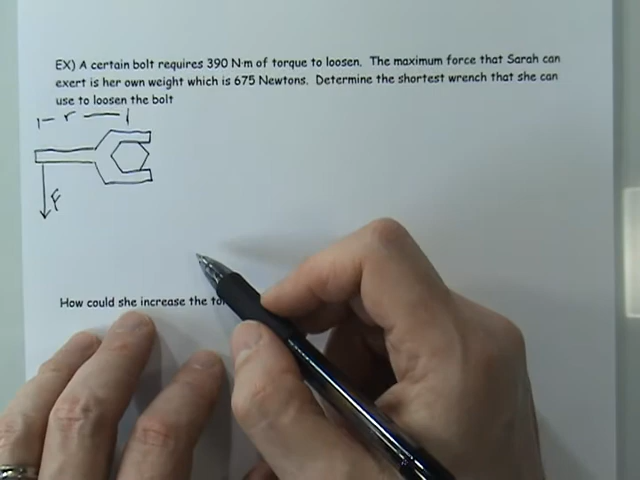 EX) A certain bolt requires 390 N·m of torque to loosen. The maximum force that Sarah can
exert is her own weight which is 675 Newtons. Determine the shortest wrench that she can
use to loosen the bolt
r
F
How could she increase the